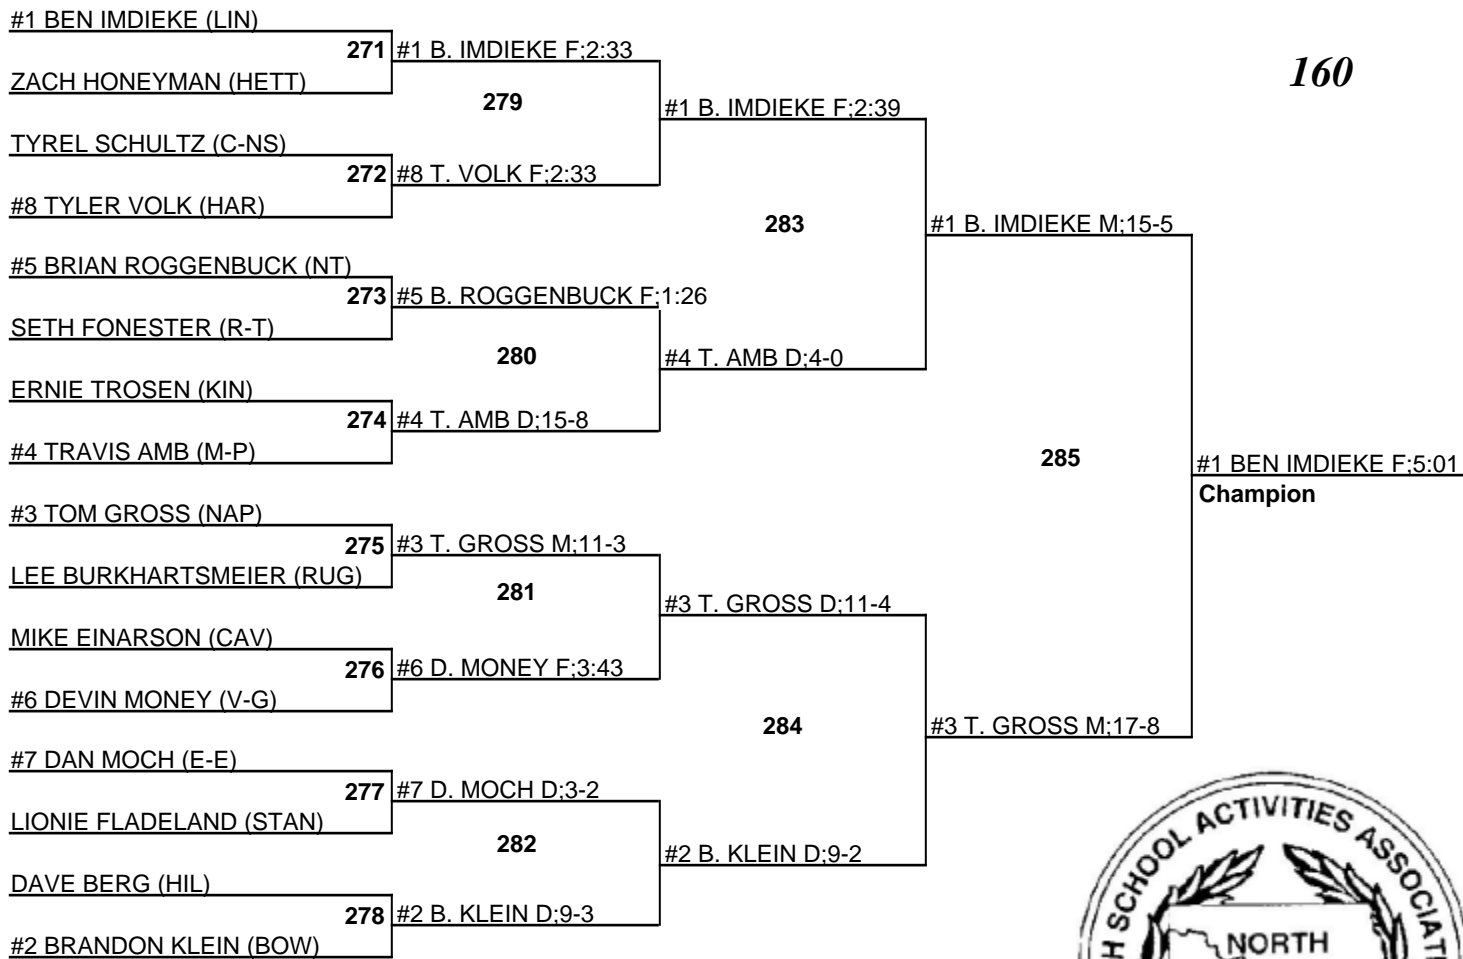 #1 BEN IMDIEKE (LIN)
271 #1 B. IMDIEKE F;2:33
160
ZACH HONEYMAN (HETT)
279
#1 B. IMDIEKE F;2:39
TYREL SCHULTZ (C-NS)
272 #8 T. VOLK F;2:33
#8 TYLER VOLK (HAR)
283
#1 B. IMDIEKE M;15-5
#5 BRIAN ROGGENBUCK (NT)
273 #5 B. ROGGENBUCK F;1:26
SETH FONESTER (R-T)
280
#4 T. AMB D;4-0
ERNIE TROSEN (KIN)
274 #4 T. AMB D;15-8
#4 TRAVIS AMB (M-P)
285
#1 BEN IMDIEKE F;5:01
Champion
#3 TOM GROSS (NAP)
275 #3 T. GROSS M;11-3
LEE BURKHARTSMEIER (RUG)
281
#3 T. GROSS D;11-4
MIKE EINARSON (CAV)
276 #6 D. MONEY F;3:43
#6 DEVIN MONEY (V-G)
284
#3 T. GROSS M;17-8
#7 DAN MOCH (E-E)
277 #7 D. MOCH D;3-2
LIONIE FLADELAND (STAN)
282
#2 B. KLEIN D;9-2
DAVE BERG (HIL)
278 #2 B. KLEIN D;9-3
#2 BRANDON KLEIN (BOW)
SCHOOL ACTIVITIES
NORTH